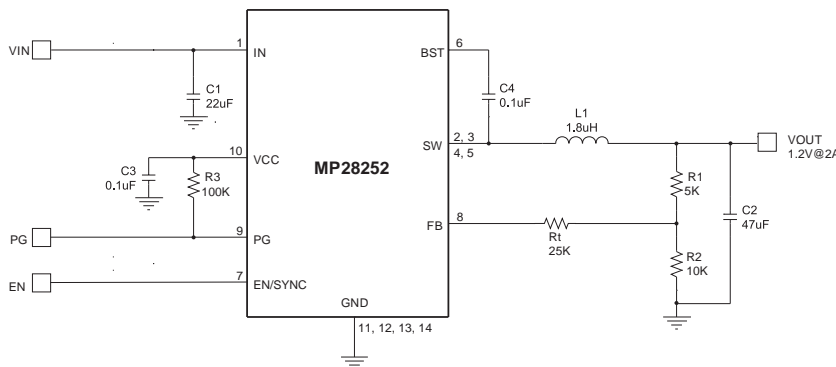 VIN
1
IN
C1
22uF
10
VCC
C3
0.1uF
R3
100K
PG
9
PG
EN
7
EN/SYNC
MP28252
GND
11, 12, 13, 14
BST
6
C4
0.1uF
SW
2, 3
4, 5
L1
1.8uH
VOUT
1.2V@2A
R1
5K
C2
47uF
FB
8
Rt
25K
R2
10K